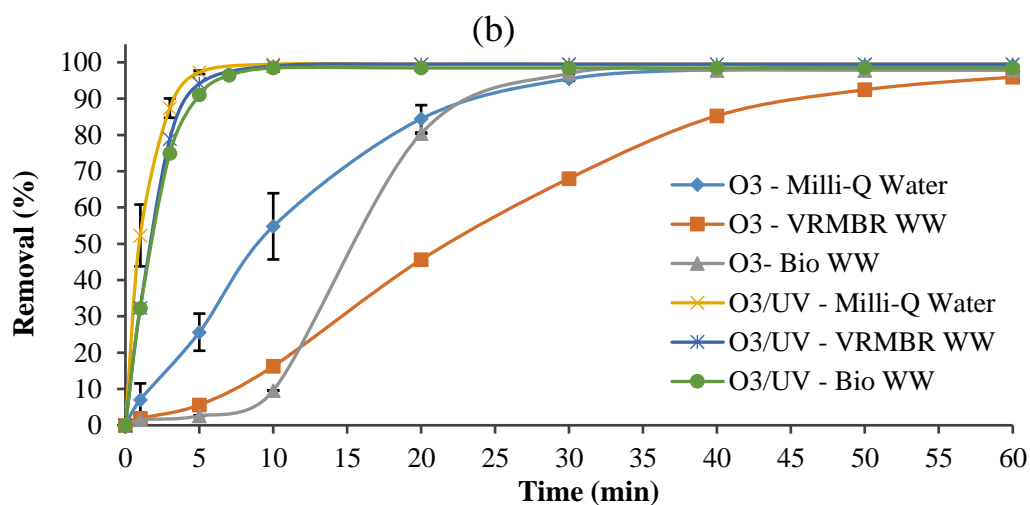 (b)
100
90
80
70
60
50
40
30
20
10
0
Removal (%)
O3 - Milli-Q Water
O3 - VRMBR WW
O3- Bio WW
O3/UV - Milli-Q Water
O3/UV - VRMBR WW
O3/UV - Bio WW
0 5 10 15 20 25 30 35 40 45 50 55 60
Time (min)